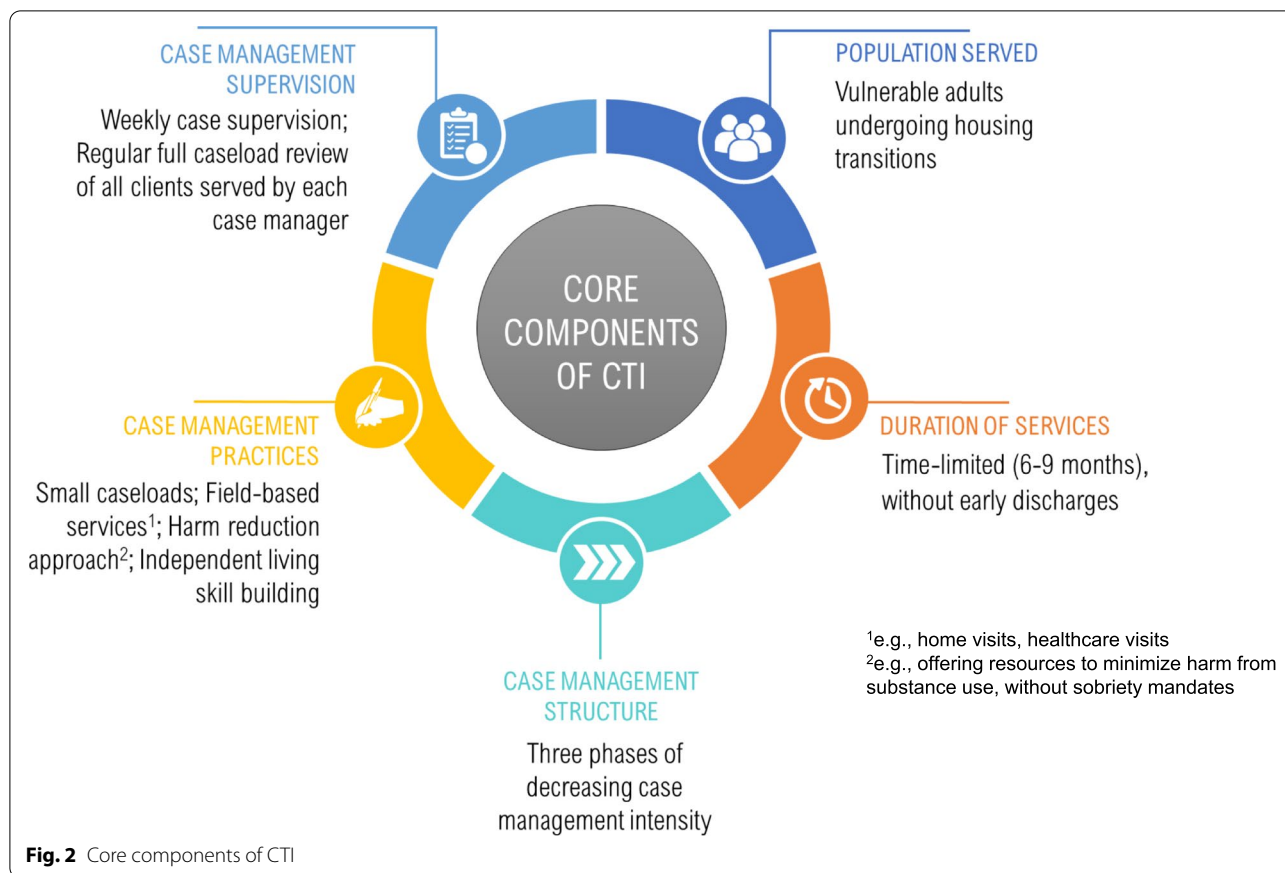 CASE MANAGEMENT
SUPERVISION
Weekly case supervision;
Regular full caseload review
of all clients served by each
case manager
POPULATION SERVED
Vulnerable adults
undergoing housing
transitions
CORE
COMPONENTS
OF CTI
CASE MANAGEMENT
PRACTICES
Small caseloads; Field-based
services¹; Harm reduction
approach²; Independent living
skill building
DURATION OF SERVICES
Time-limited (6-9 months),
without early discharges
CASE MANAGEMENT
STRUCTURE
Three phases of
decreasing case
management intensity
¹e.g., home visits, healthcare visits
²e.g., offering resources to minimize harm from
substance use, without sobriety mandates
Fig. 2 Core components of CTI